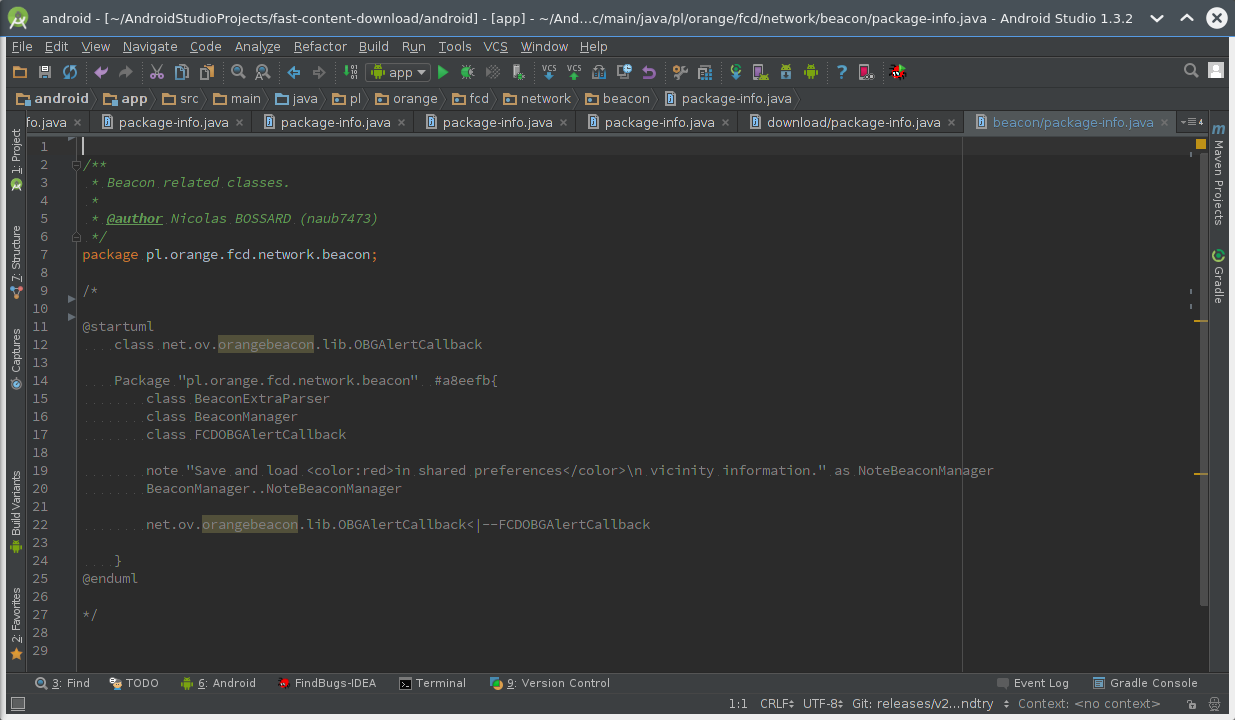 android - [~/AndroidStudioProjects/fast-content-download/android] - [app] - ~/And...c/main/java/pl/orange/fcd/network/beacon/package-info.java - Android Studio 1.3.2
File Edit View Navigate Code Analyze Refactor Build Run Tools VCS Window Help
app VCS VCS ?
android app src main java pl orange fcd network beacon package-info.java
fo.java package-info.java package-info.java package-info.java package-info.java download/package-info.java beacon/package-info.java 4
1: Project
7: Structure
Captures
Build Variants
2: Favorites
1
2 /**
3 * Beacon related classes.
4 *
5 * @author Nicolas BOSSARD (naub7473)
6 */
7 package pl.orange.fcd.network.beacon;
8
9 /*
10
11 @startuml
12 class net.ov.orangebeacon.lib.OBGAlertCallback
13
14 Package "pl.orange.fcd.network.beacon" #a8eefb{
15 class BeaconExtraParser
16 class BeaconManager
17 class FCDOBGAlertCallback
18
19 note "Save and load <color:red>in shared preferences</color>\n vicinity information." as NoteBeaconManager
20 BeaconManager..NoteBeaconManager
21
22 net.ov.orangebeacon.lib.OBGAlertCallback<|--FCDOBGAlertCallback
23
24 }
25 @enduml
26
27 */
28
29
m Maven Projects
Gradle
3: Find TODO 6: Android FindBugs-IDEA Terminal 9: Version Control Event Log Gradle Console
1:1 CRLF UTF-8 Git: releases/v2...ndtry Context: <no context>